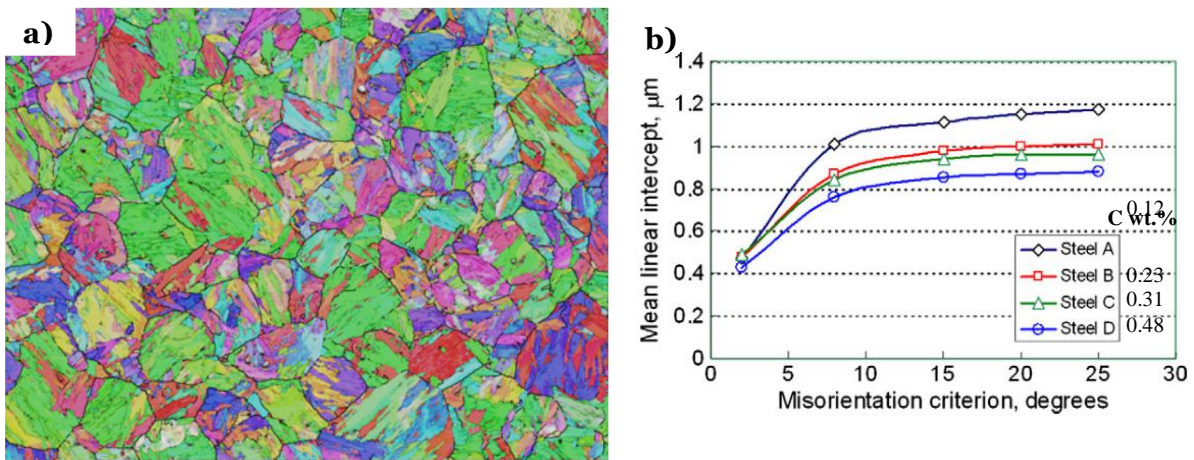 a)
b)
Mean linear intercept, μm
1.4
1.2
1
0.8
0.6
0.4
0.2
0
0 5 10 15 20 25 30
Misorientation criterion, degrees
C wt.%
0.12
Steel A
Steel B 0.23
Steel C 0.31
Steel D 0.48